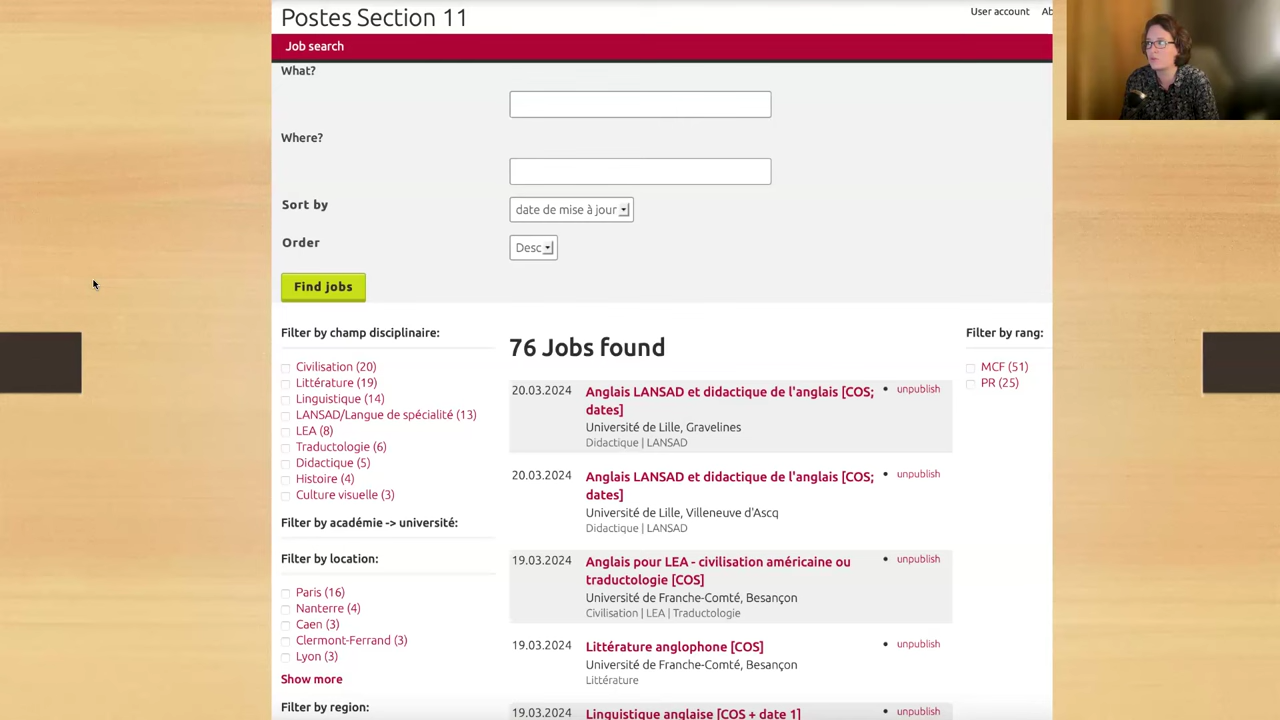 Postes Section 11
User account
Ab
Job search
What?
Where?
Sort by
date de mise à jour
Order
Desc
Find jobs
Filter by champ disciplinaire:
Civilisation (20)
Littérature (19)
Linguistique (14)
LANSAD/Langue de spécialité (13)
LEA (8)
Traductologie (6)
Didactique (5)
Histoire (4)
Culture visuelle (3)
Filter by académie -> université:
Filter by location:
Paris (16)
Nanterre (4)
Caen (3)
Clermont-Ferrand (3)
Lyon (3)
Show more
Filter by region:
76 Jobs found
20.03.2024
Anglais LANSAD et didactique de l'anglais [COS;
dates]
unpublish
Université de Lille, Gravelines
Didactique | LANSAD
20.03.2024
Anglais LANSAD et didactique de l'anglais [COS;
dates]
unpublish
Université de Lille, Villeneuve d'Ascq
Didactique | LANSAD
19.03.2024
Anglais pour LEA - civilisation américaine ou
traductologie [COS]
unpublish
Université de Franche-Comté, Besançon
Civilisation | LEA | Traductologie
19.03.2024
Littérature anglophone [COS]
unpublish
Université de Franche-Comté, Besançon
Littérature
19.03.2024
Linguistique anglaise [COS + date 1]
unpublish
Filter by rang:
MCF (51)
PR (25)